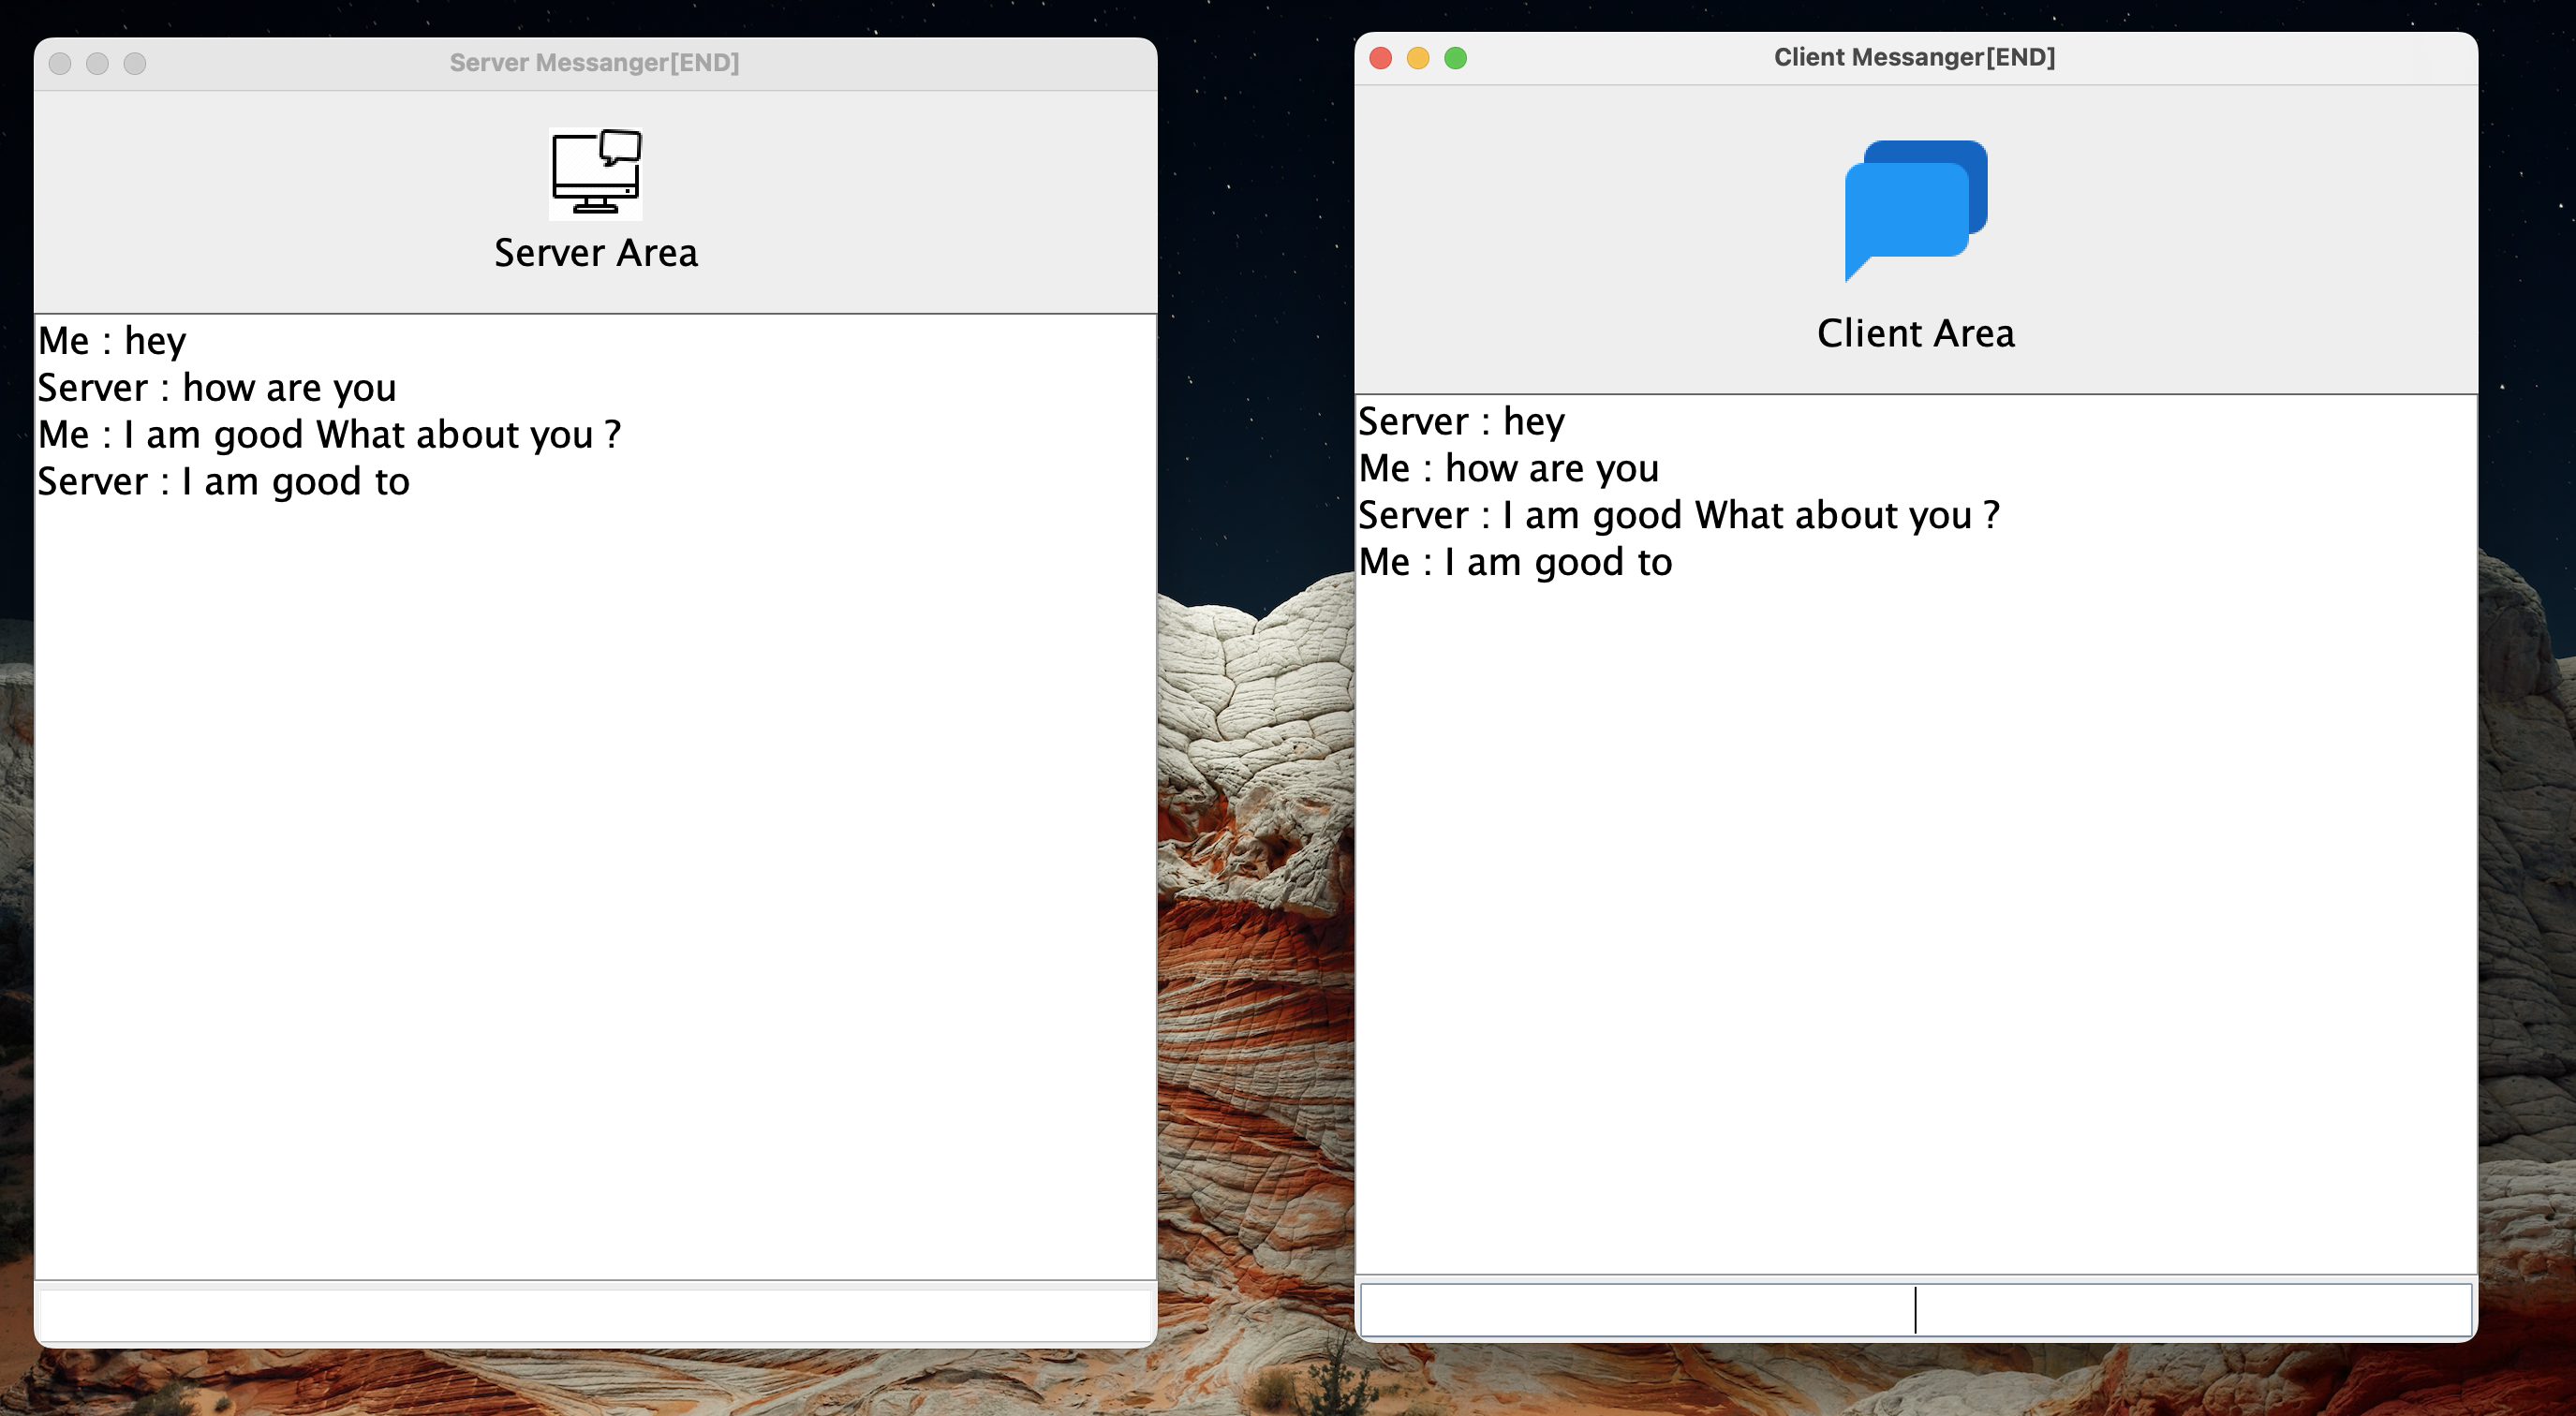 Server Messanger[END]
Server Area
Me : hey
Server : how are you
Me : I am good What about you ?
Server : I am good to
Client Messanger[END]
Client Area
Server : hey
Me : how are you
Server : I am good What about you ?
Me : I am good to